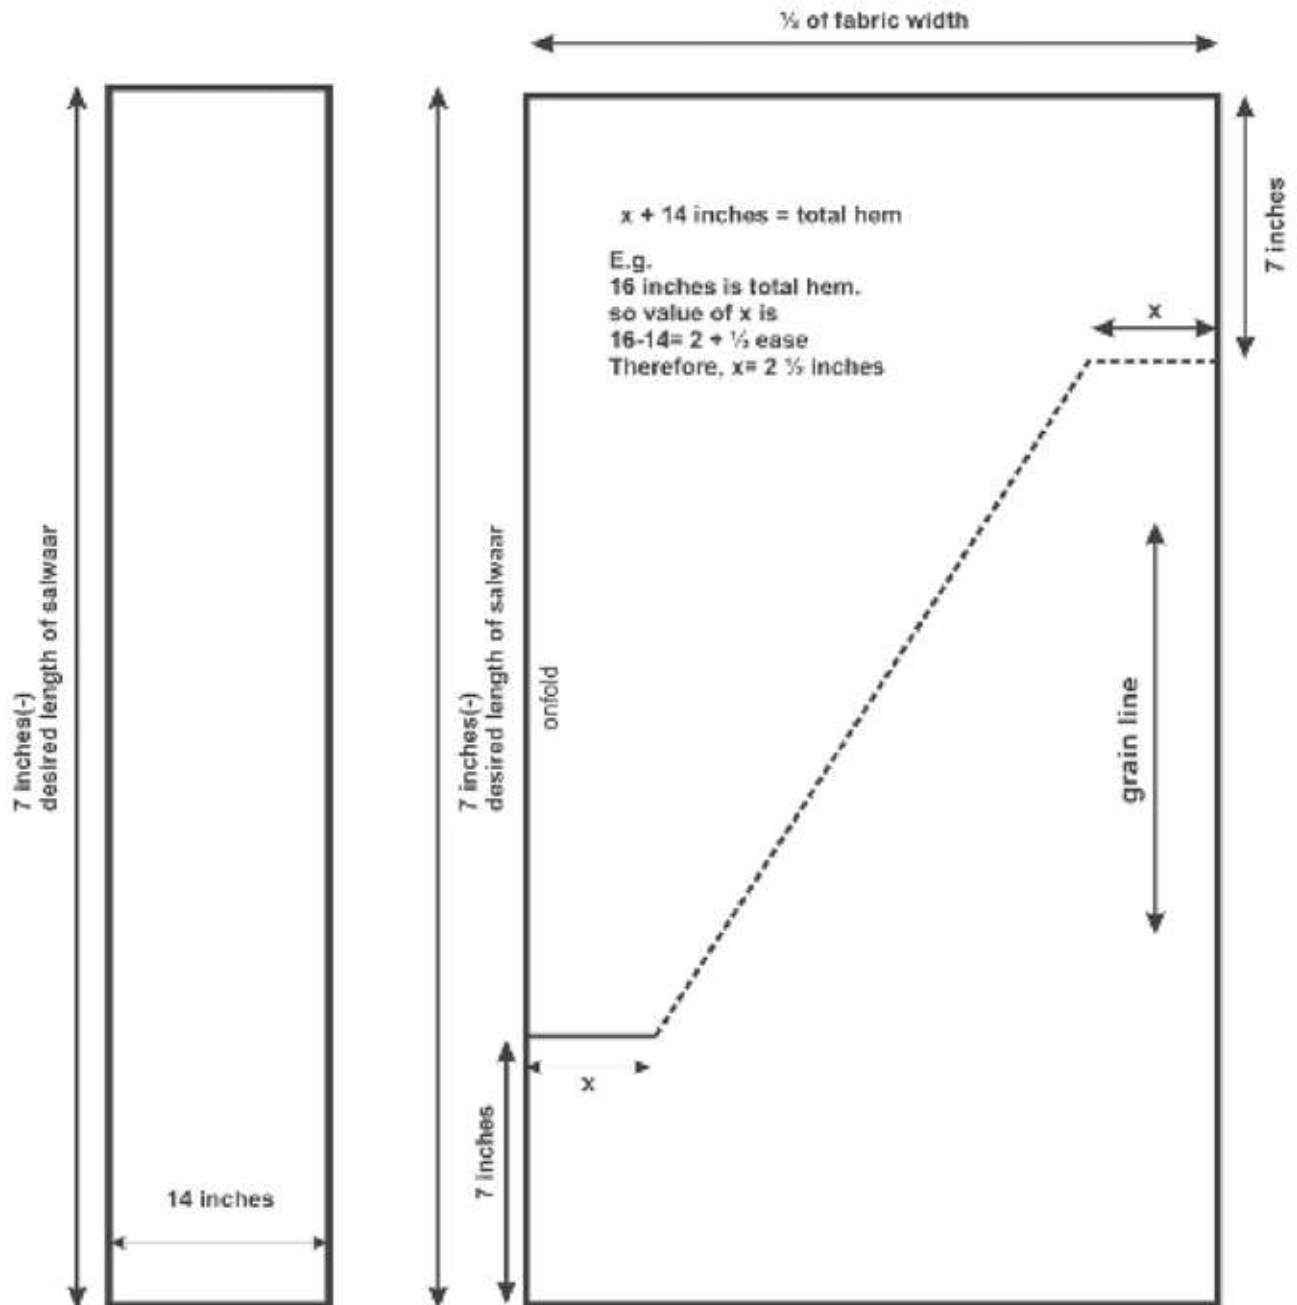 ½ of fabric width
7 inches
x + 14 inches = total hem
E.g.
16 inches is total hem.
so value of x is
16-14= 2 + ½ ease
Therefore, x= 2 ½ inches
x
7 inches(-)
desired length of salwaar
7 inches(-)
desired length of salwaar
onfold
grain line
x
7 inches
14 inches